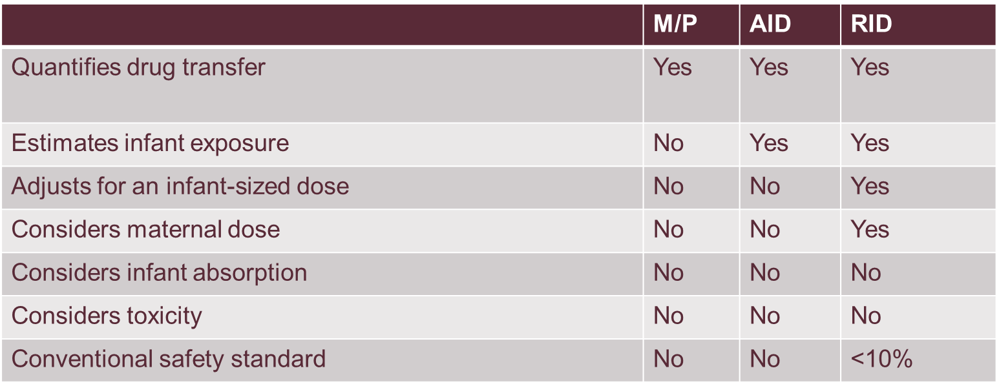 M/P AID RID
Quantifies drug transfer Yes Yes Yes
Estimates infant exposure No Yes Yes
Adjusts for an infant-sized dose No No Yes
Considers maternal dose No No Yes
Considers infant absorption No No No
Considers toxicity No No No
Conventional safety standard No No <10%